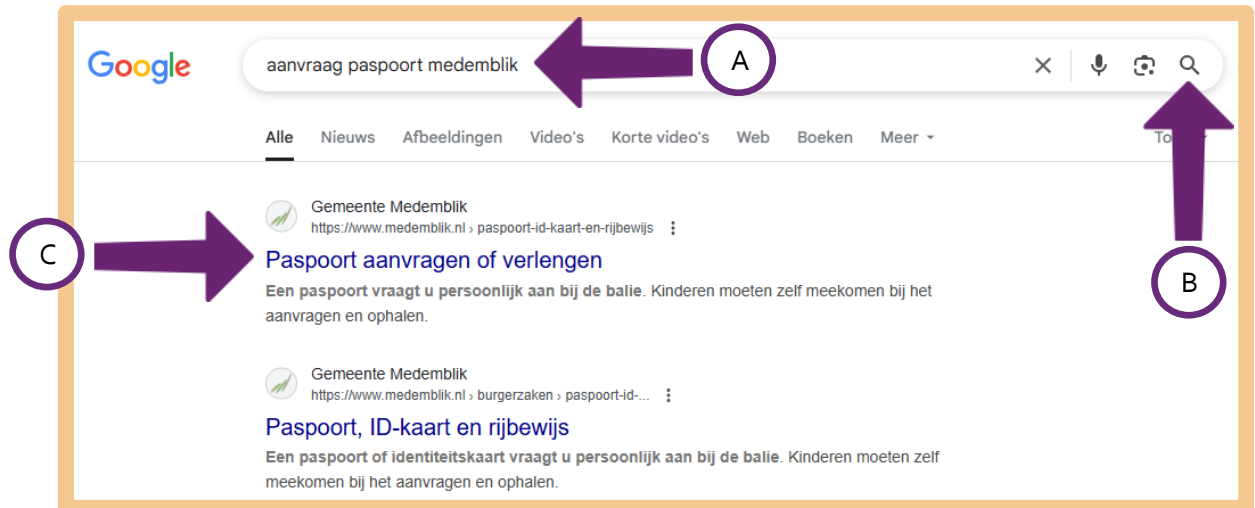 Google
aanvraag paspoort medemblik
A
Alle Nieuws Afbeeldingen Video's Korte video's Web Boeken Meer
B
C
Gemeente Medemblik
https://www.medemblik.nl › paspoort-id-kaart-en-rijbewijs
Paspoort aanvragen of verlengen
Een paspoort vraagt u persoonlijk aan bij de balie. Kinderen moeten zelf meekomen bij het
aanvragen en ophalen.
Gemeente Medemblik
https://www.medemblik.nl › burgerzaken › paspoort-id-...
Paspoort, ID-kaart en rijbewijs
Een paspoort of identiteitskaart vraagt u persoonlijk aan bij de balie. Kinderen moeten zelf
meekomen bij het aanvragen en ophalen.